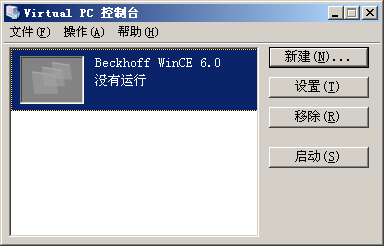 Virtual PC 控制台
文件(F) 操作(A) 帮助(H)
Beckhoff WinCE 6.0
没有运行
新建(N)...
设置(T)
移除(R)
启动(S)